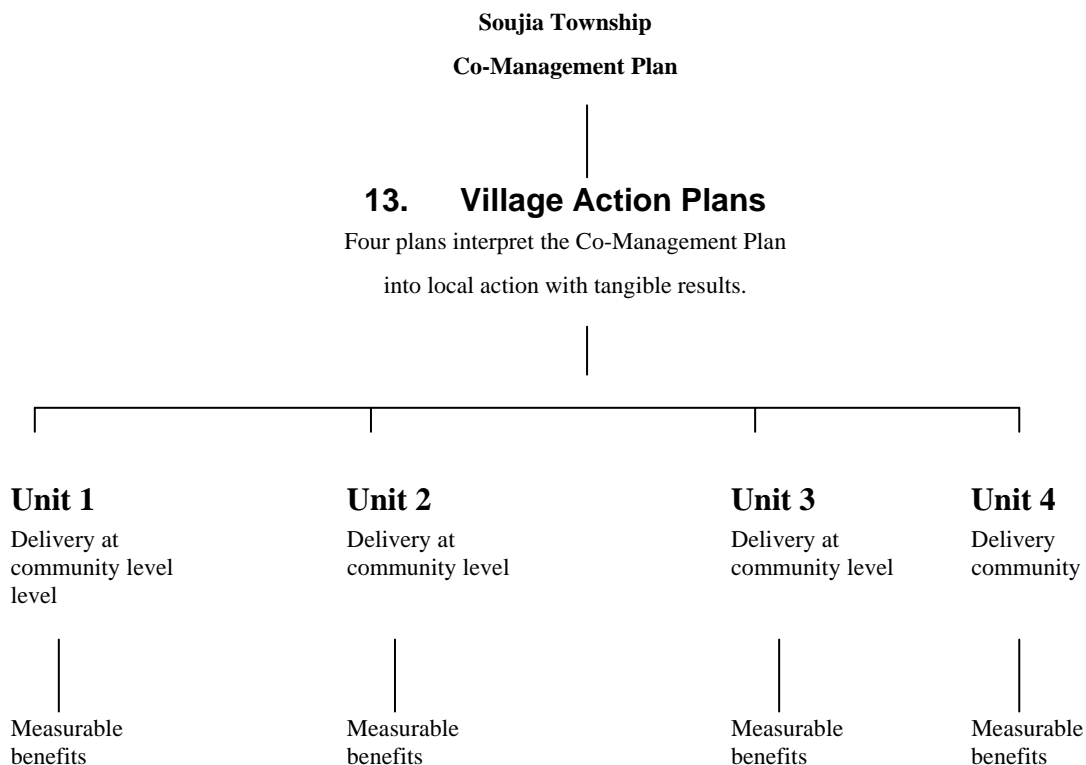 Soujia Township
Co-Management Plan
13. Village Action Plans
Four plans interpret the Co-Management Plan
into local action with tangible results.
Unit 1
Delivery at
community level
level
Measurable
benefits
Unit 2
Delivery at
community level
Measurable
benefits
Unit 3
Delivery at
community level
Measurable
benefits
Unit 4
Delivery
community
Measurable
benefits